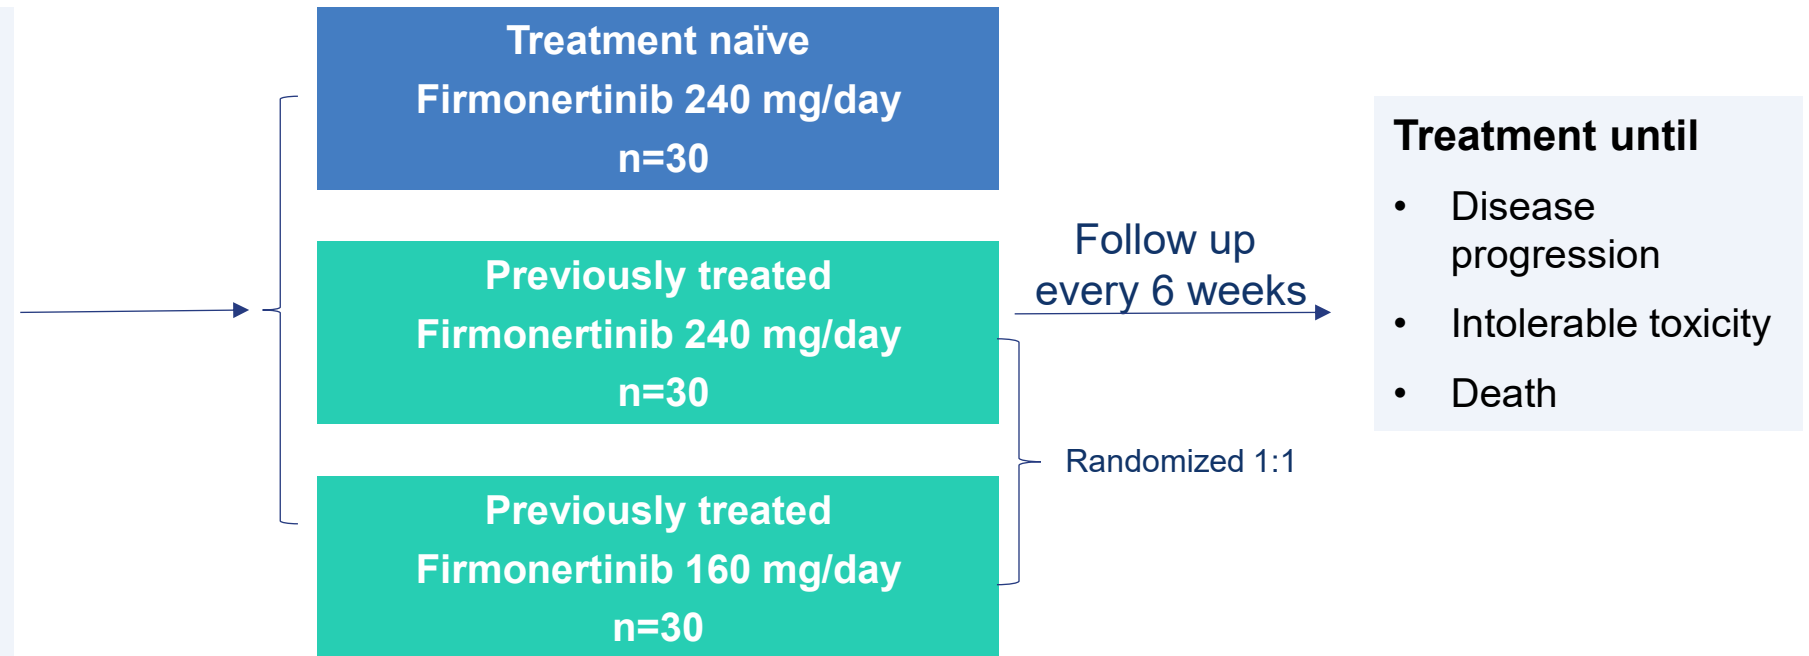 Treatment naïve
Firmonertinib 240 mg/day
n=30
Previously treated
Firmonertinib 240 mg/day
n=30
Previously treated
Firmonertinib 160 mg/day
n=30
Follow up
every 6 weeks
Randomized 1:1
Treatment until
• Disease
progression
• Intolerable toxicity
• Death